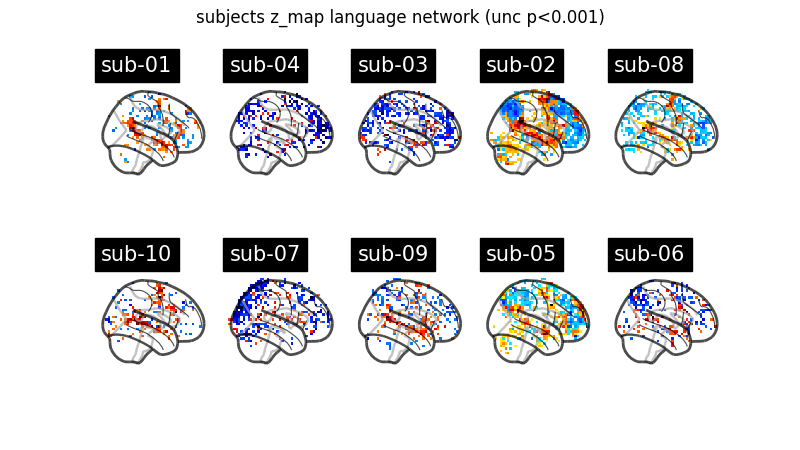 subjects z_map language network (unc p<0.001)
sub-01 sub-04 sub-03 sub-02 sub-08
sub-10 sub-07 sub-09 sub-05 sub-06